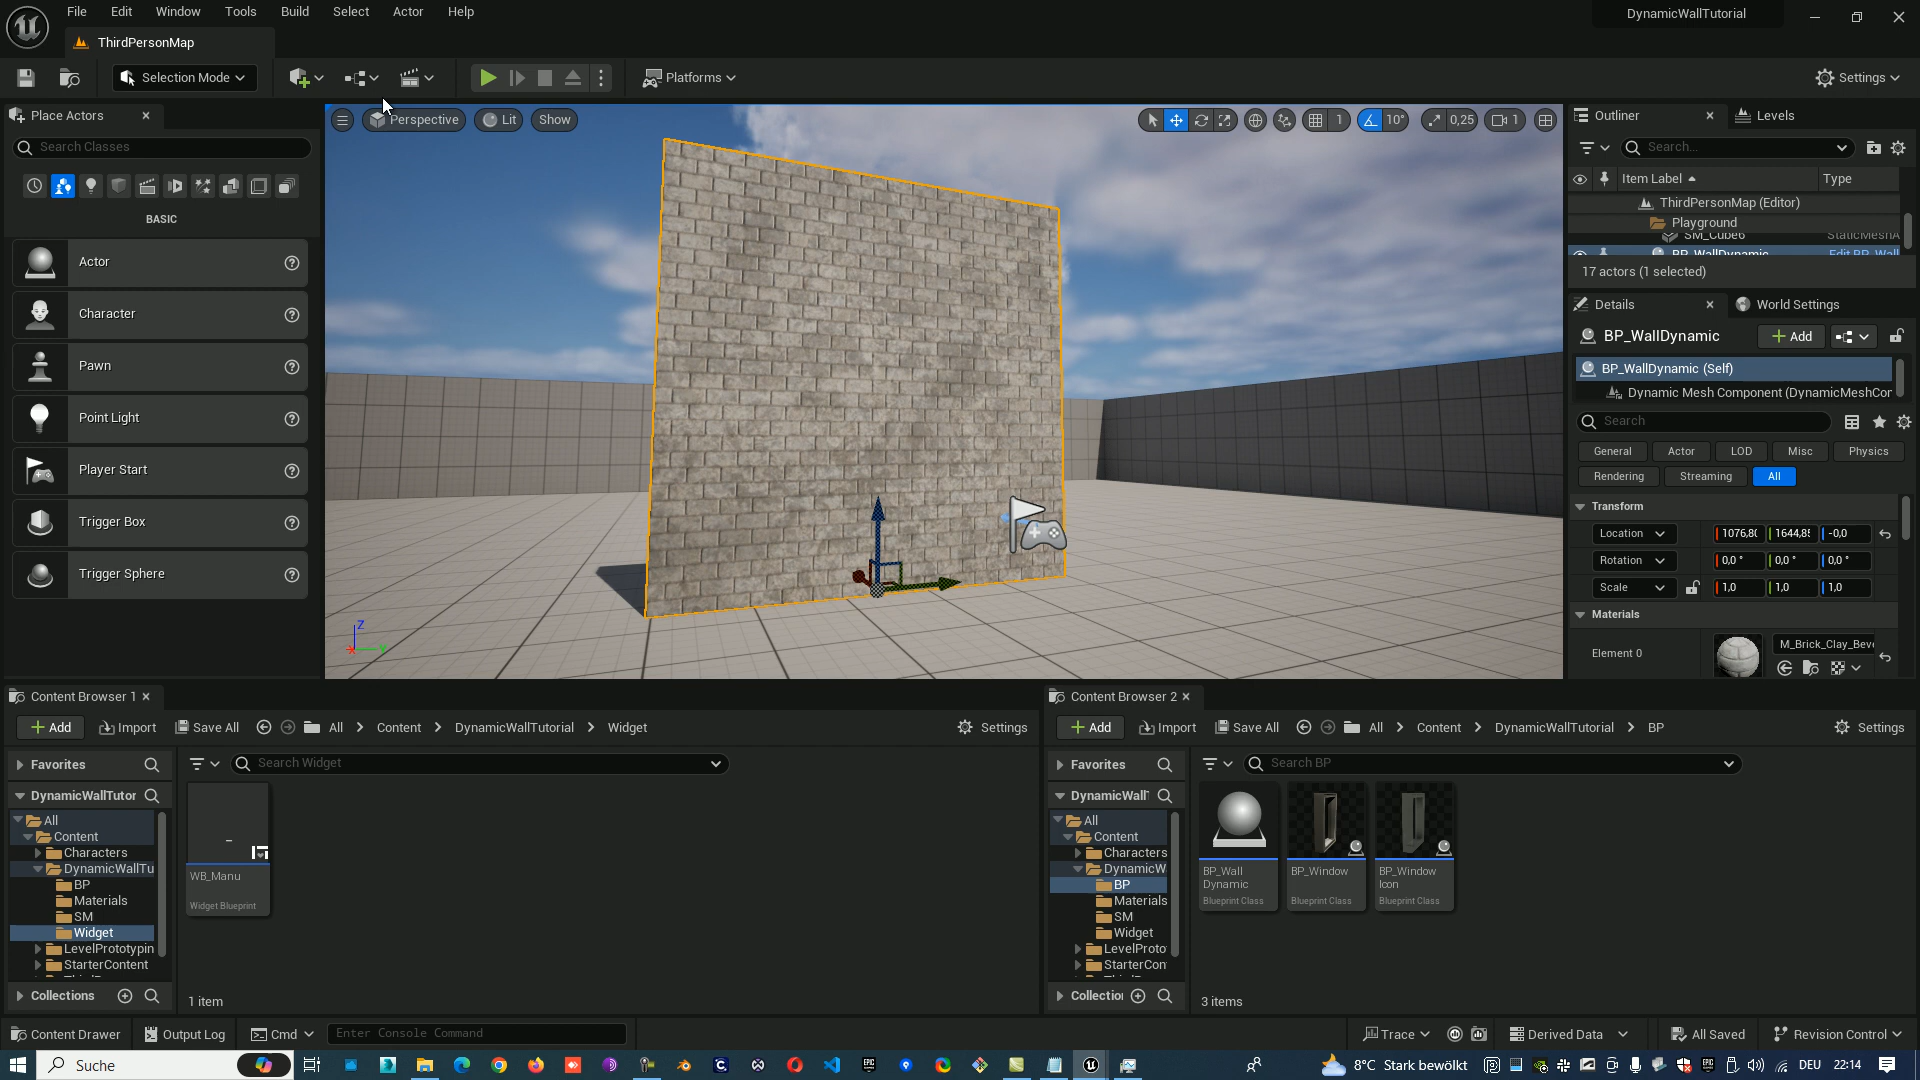 File Edit Window Tools Build Select Actor Help
DynamicWallTutorial
ThirdPersonMap
Selection Mode
Platforms
Settings
Place Actors
Search Classes
BASIC
Actor
Character
Pawn
Point Light
Player Start
Trigger Box
Trigger Sphere
Perspective Lit Show
1 10° 0,25 1
Z
Outliner Levels
Search...
Item Label Type
ThirdPersonMap (Editor)
Playground
SM_Cube6 StaticMeshA
BP_WallDynamic Edit BP_Wall
17 actors (1 selected)
Details World Settings
BP_WallDynamic Add
BP_WallDynamic (Self)
Dynamic Mesh Component (DynamicMeshCor
Search
General Actor LOD Misc Physics
Rendering Streaming All
Transform
Location 1076,80 1644,85 -0,0
Rotation 0,0 ° 0,0 ° 0,0 °
Scale 1,0 1,0 1,0
Materials
Element 0 M_Brick_Clay_Beve
Content Browser 1
Add Import Save All All Content DynamicWallTutorial Widget Settings
Favorites
Search Widget
DynamicWallTutor
All
Content
Characters
DynamicWallTu
BP
Materials
SM
Widget
LevelPrototypin
StarterContent
Collections
WB_Manu
Widget Blueprint
1 item
Content Browser 2
Add Import Save All All Content DynamicWallTutorial BP Settings
Favorites
Search BP
DynamicWallT
All
Content
Characters
DynamicW
BP
Materials
SM
Widget
LevelProto
StarterCon
Collection
BP_Wall
Dynamic
Blueprint Class
BP_Window
Blueprint Class
BP_Window
Icon
Blueprint Class
3 items
Content Drawer Output Log Cmd Enter Console Command
Trace Derived Data All Saved Revision Control
Suche
8°C Stark bewölkt DEU 22:14